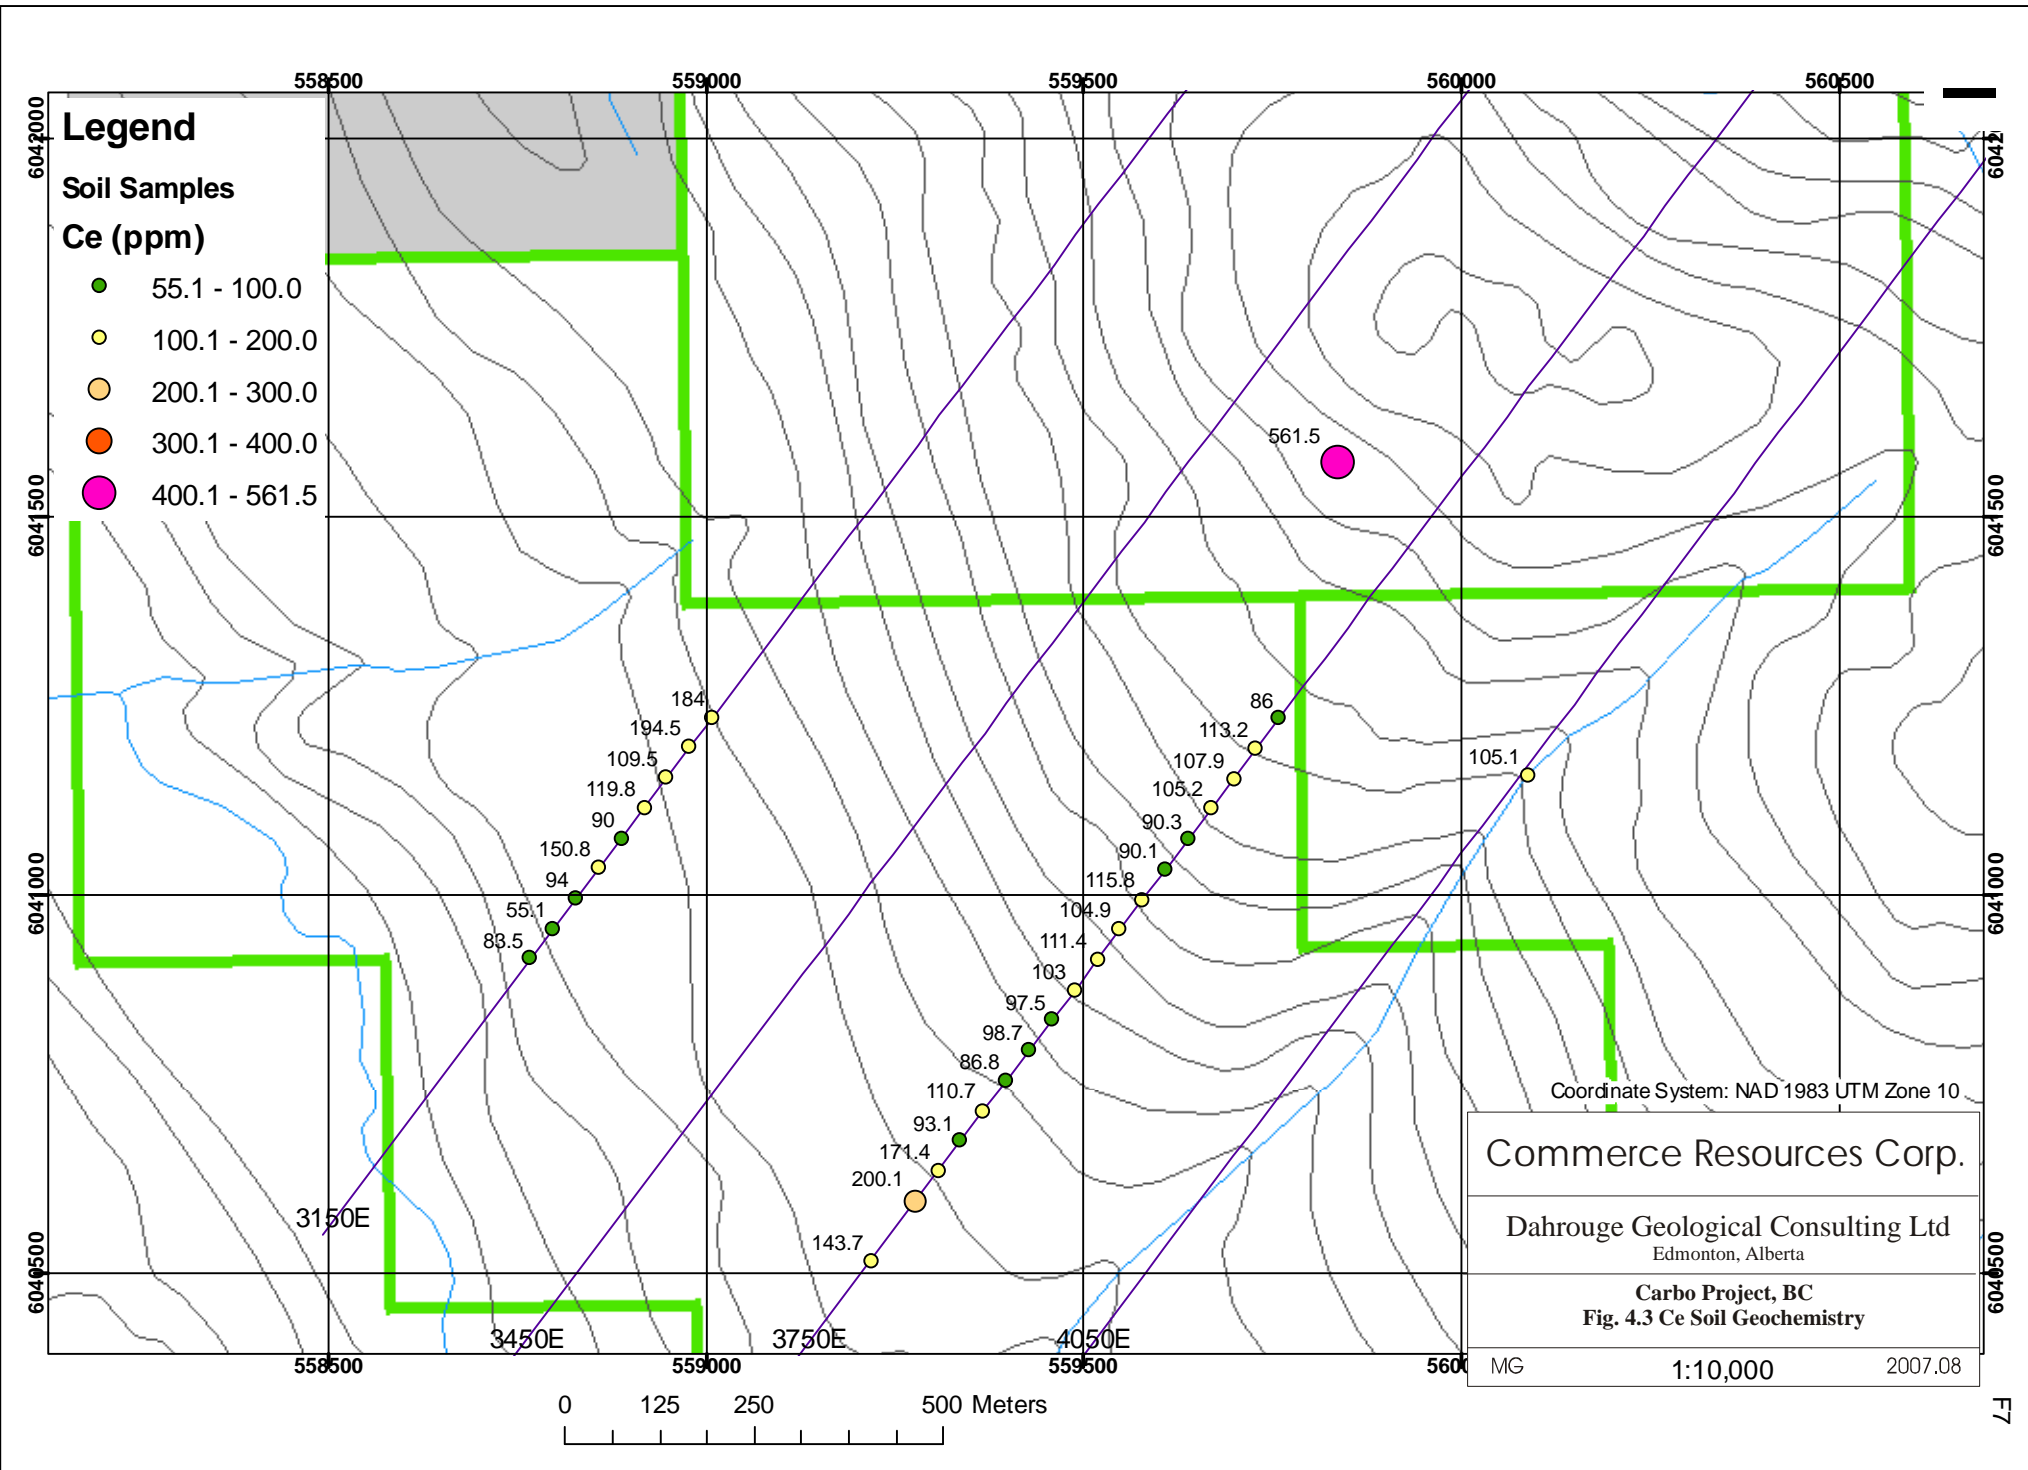 558500
559000
559500
560000
560500
6042000
Legend
Soil Samples
Ce (ppm)
55.1 - 100.0
100.1 - 200.0
200.1 - 300.0
300.1 - 400.0
400.1 - 561.5
561.5
6041500
6041500
184
194.5
109.5
119.8
90
150.8
94
55.1
83.5
86
113.2
107.9
105.2
90.3
90.1
115.8
104.9
111.4
103
97.5
98.7
86.8
110.7
93.1
171.4
200.1
143.7
105.1
6041000
6041000
3150E
3450E
3750E
4050E
6040500
6040500
558500
559000
559500
Coordinate System: NAD 1983 UTM Zone 10
Commerce Resources Corp.
Dahrouge Geological Consulting Ltd
Edmonton, Alberta
Carbo Project, BC
Fig. 4.3 Ce Soil Geochemistry
MG 1:10,000 2007.08
0 125 250 500 Meters
F7